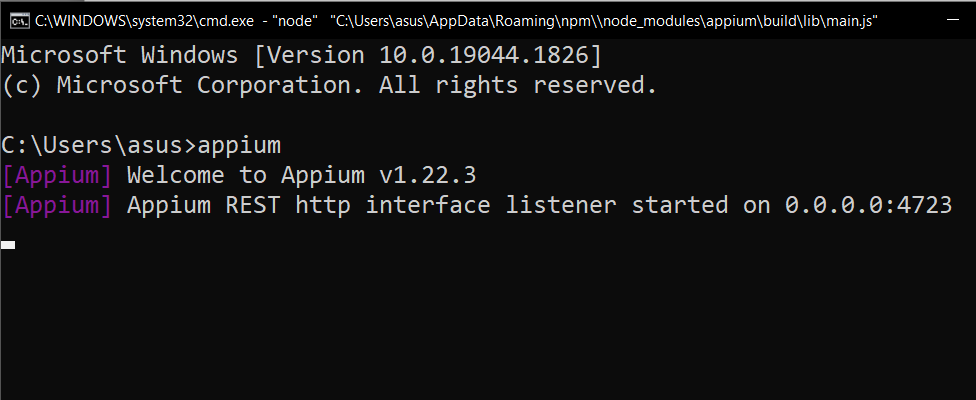 C:\WINDOWS\system32\cmd.exe - "node" "C:\Users\asus\AppData\Roaming\npm\\node_modules\appium\build\lib\main.js"
Microsoft Windows [Version 10.0.19044.1826]
(c) Microsoft Corporation. All rights reserved.
C:\Users\asus>appium
[Appium] Welcome to Appium v1.22.3
[Appium] Appium REST http interface listener started on 0.0.0.0:4723